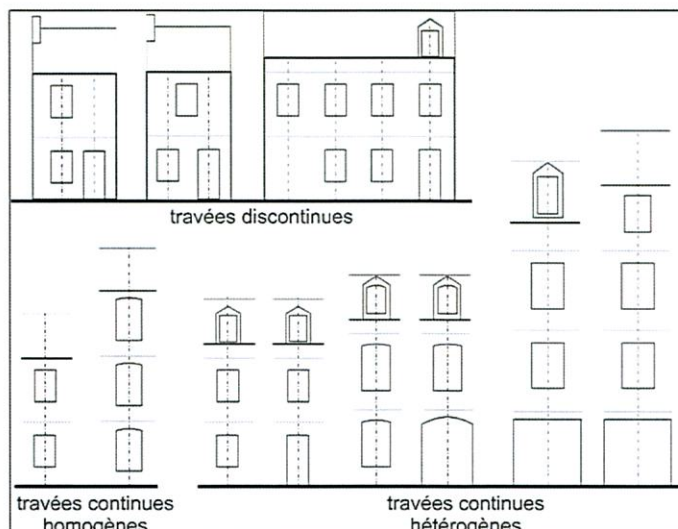 travées discontinues
travées continues
homogènes
travées continues
hétérogènes